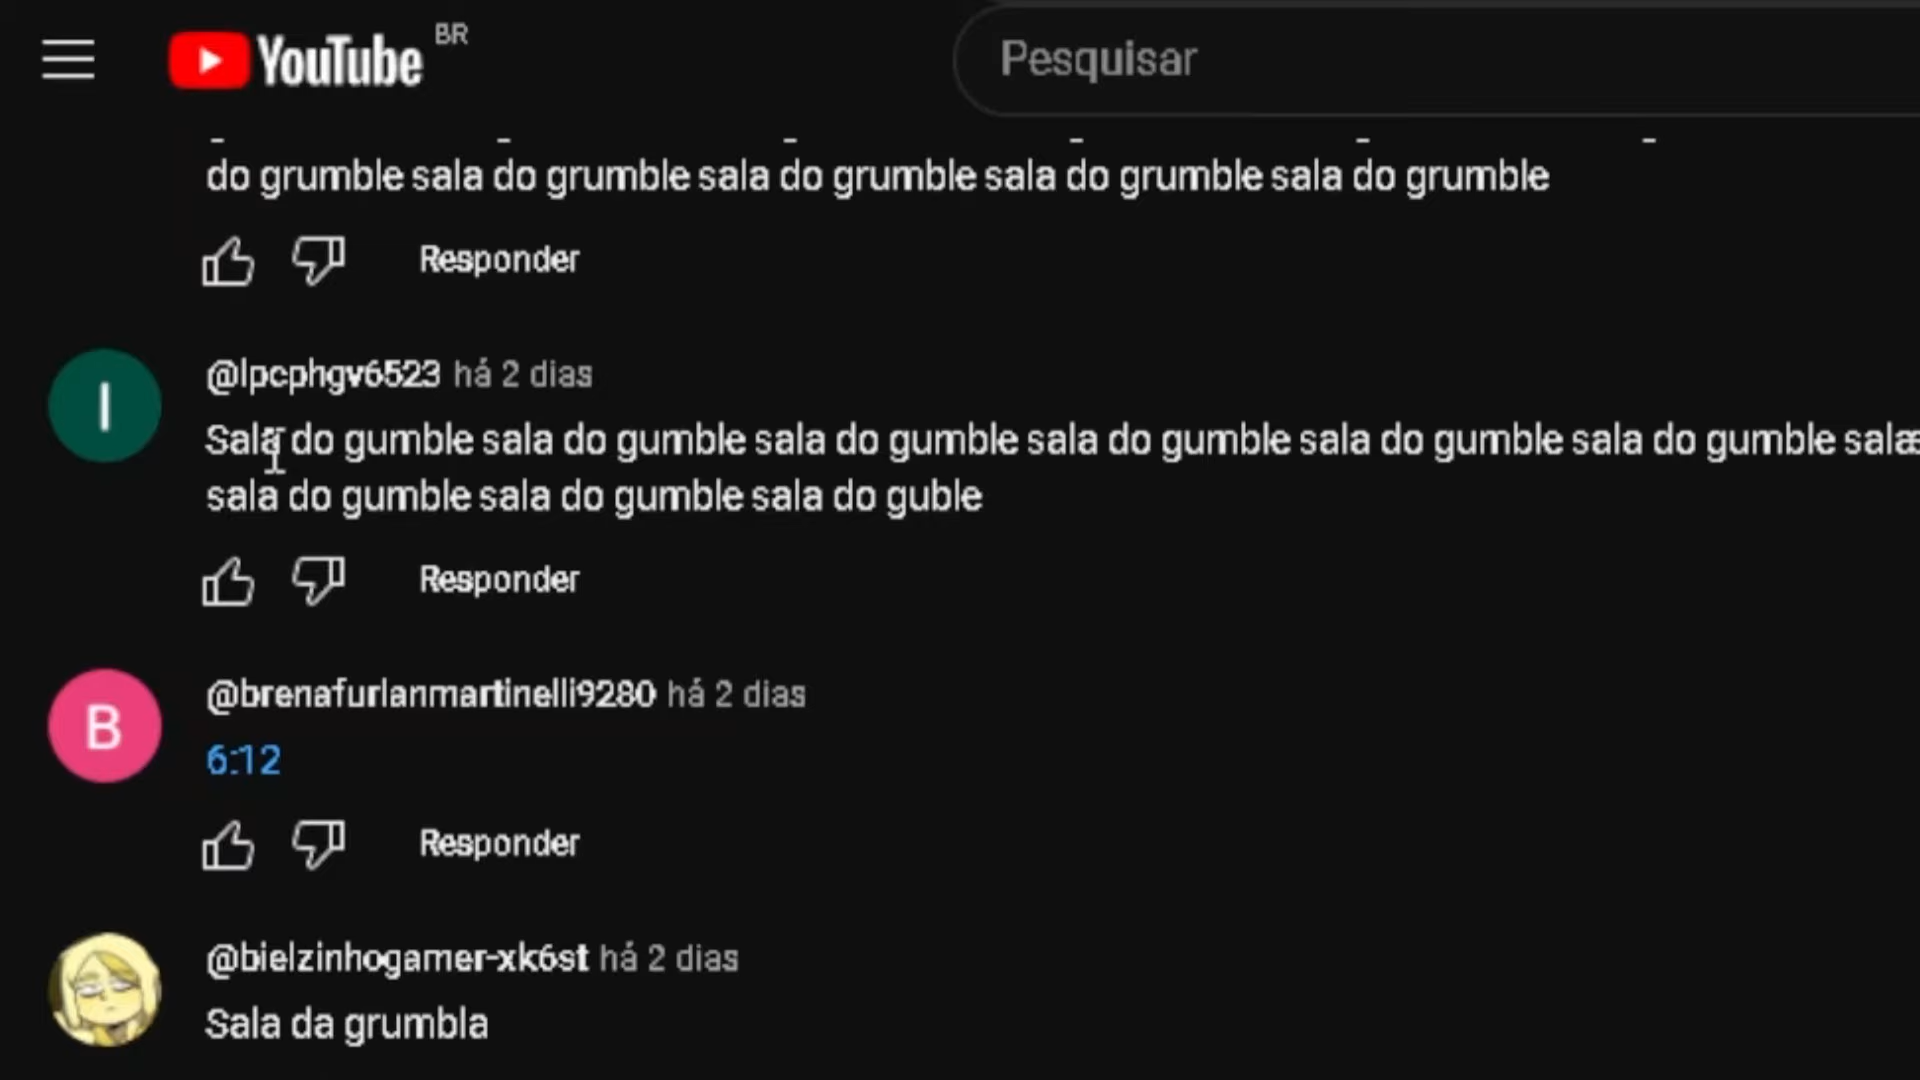 YouTube BR
Pesquisar
do grumble sala do grumble sala do grumble sala do grumble sala do grumble
Responder
@lpcphgv6523 há 2 dias
Sala do gumble sala do gumble sala do gumble sala do gumble sala do gumble sala do gumble
sala do gumble sala do gumble sala do guble
Responder
@brenafurlanmartinelli9280 há 2 dias
6:12
Responder
@bielzinhogamer-xk6st há 2 dias
Sala da grumbla
I
B